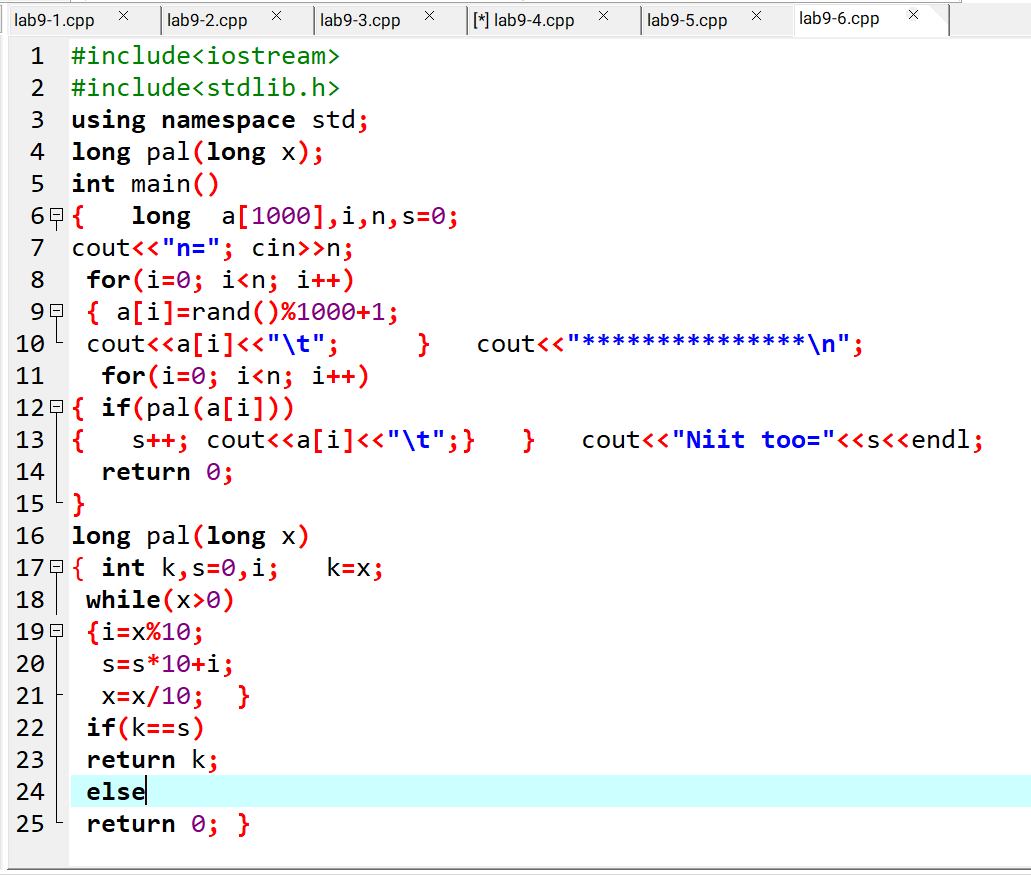 lab9-1.cpp lab9-2.cpp lab9-3.cpp [*] lab9-4.cpp lab9-5.cpp lab9-6.cpp
1 #include<iostream>
2 #include<stdlib.h>
3 using namespace std;
4 long pal(long x);
5 int main()
6 {   long  a[1000],i,n,s=0;
7 cout<<"n="; cin>>n;
8  for(i=0; i<n; i++)
9  { a[i]=rand()%1000+1;
10  cout<<a[i]<<"\t";     }   cout<<"***************\n";
11   for(i=0; i<n; i++)
12 { if(pal(a[i]))
13 {   s++; cout<<a[i]<<"\t";}   }   cout<<"Niit too="<<s<<endl;
14   return 0;
15 }
16 long pal(long x)
17 { int k,s=0,i;   k=x;
18  while(x>0)
19  {i=x%10;
20   s=s*10+i;
21   x=x/10;  }
22  if(k==s)
23  return k;
24  else
25  return 0; }